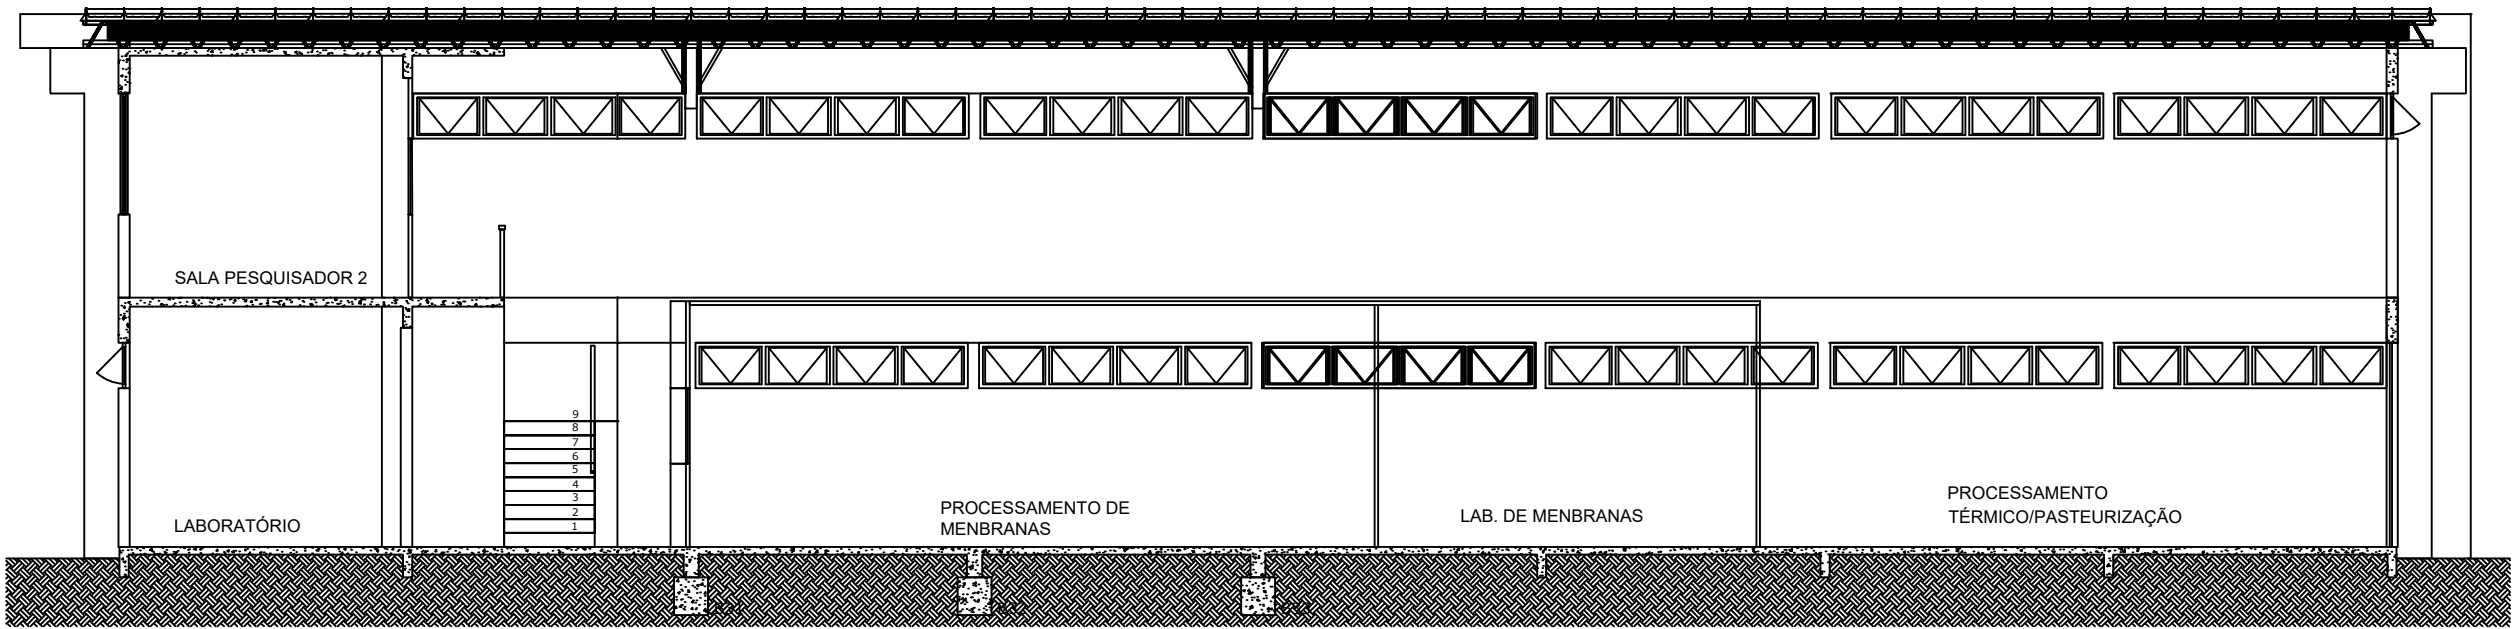 SALA PESQUISADOR 2
9
8
7
6
5
4
3
2
1
LABORATÓRIO
PROCESSAMENTO DE
MENBRANAS
LAB. DE MENBRANAS
PROCESSAMENTO
TÉRMICO/PASTEURIZAÇÃO